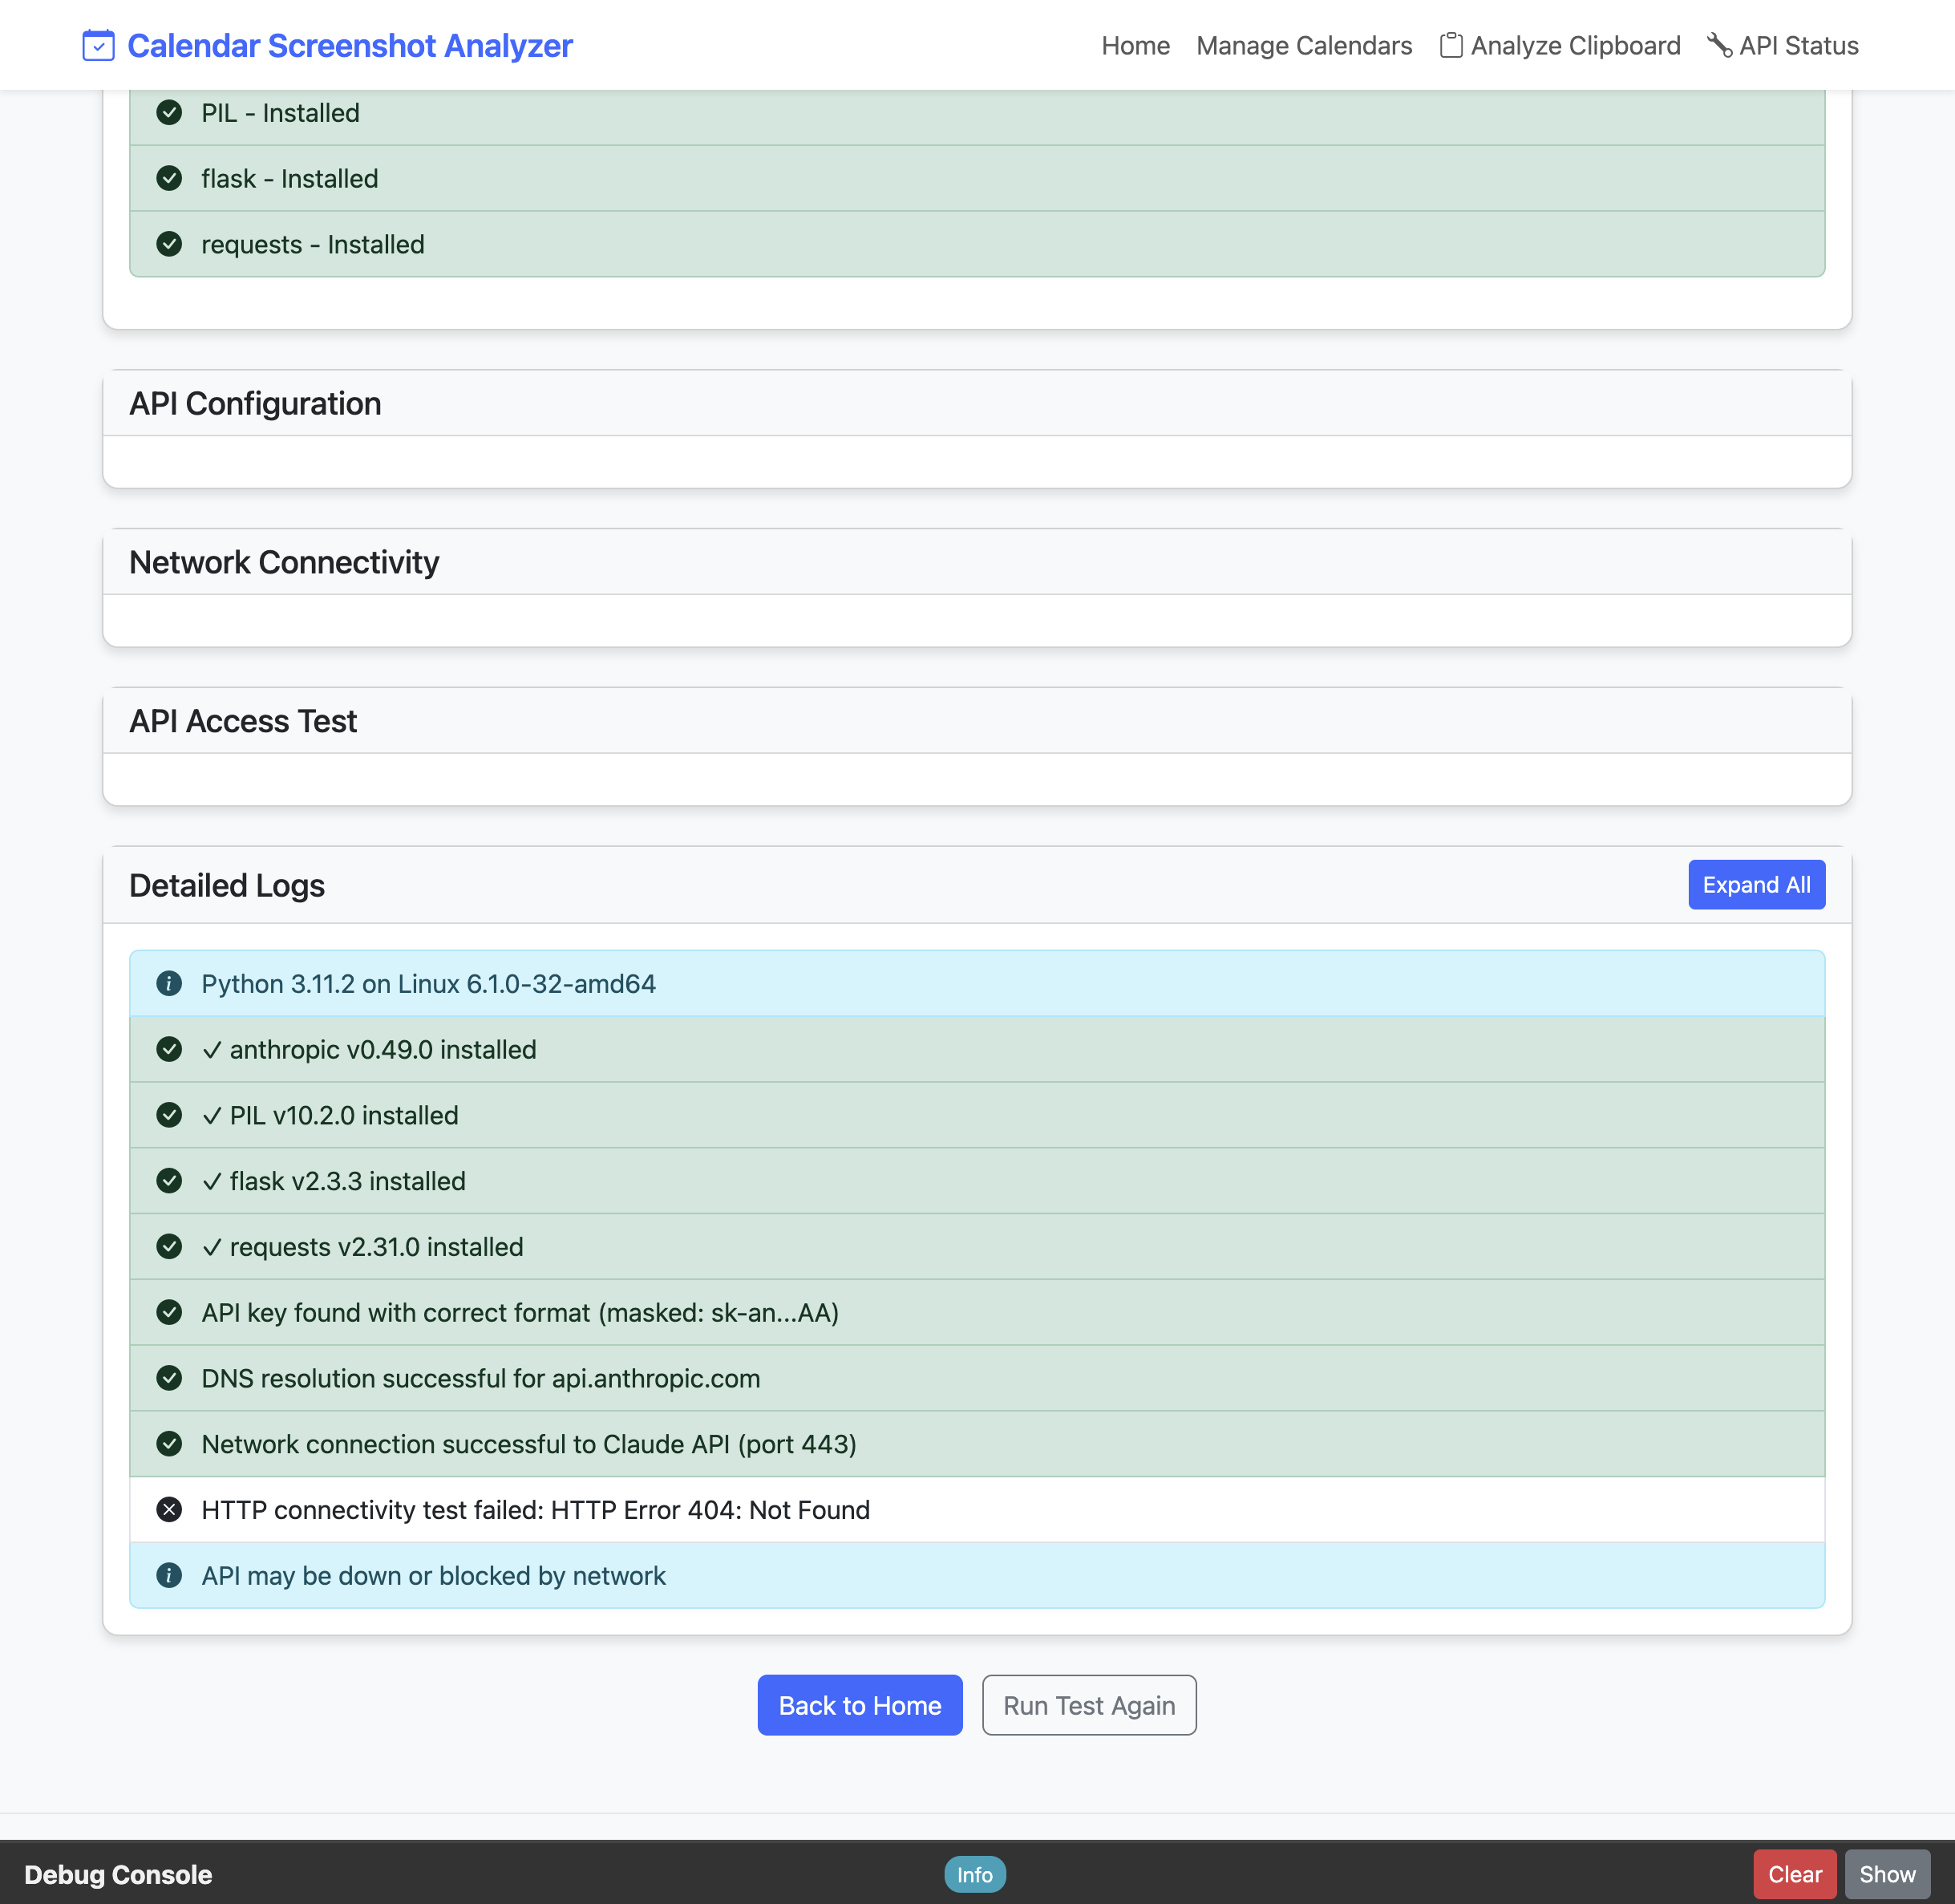 Calendar Screenshot Analyzer
Home
Manage Calendars
Analyze Clipboard
API Status
PIL - Installed
flask - Installed
requests - Installed
API Configuration
Network Connectivity
API Access Test
Detailed Logs
Expand All
Python 3.11.2 on Linux 6.1.0-32-amd64
✓ anthropic v0.49.0 installed
✓ PIL v10.2.0 installed
✓ flask v2.3.3 installed
✓ requests v2.31.0 installed
API key found with correct format (masked: sk-an...AA)
DNS resolution successful for api.anthropic.com
Network connection successful to Claude API (port 443)
HTTP connectivity test failed: HTTP Error 404: Not Found
API may be down or blocked by network
Back to Home
Run Test Again
Debug Console
Info
Clear
Show